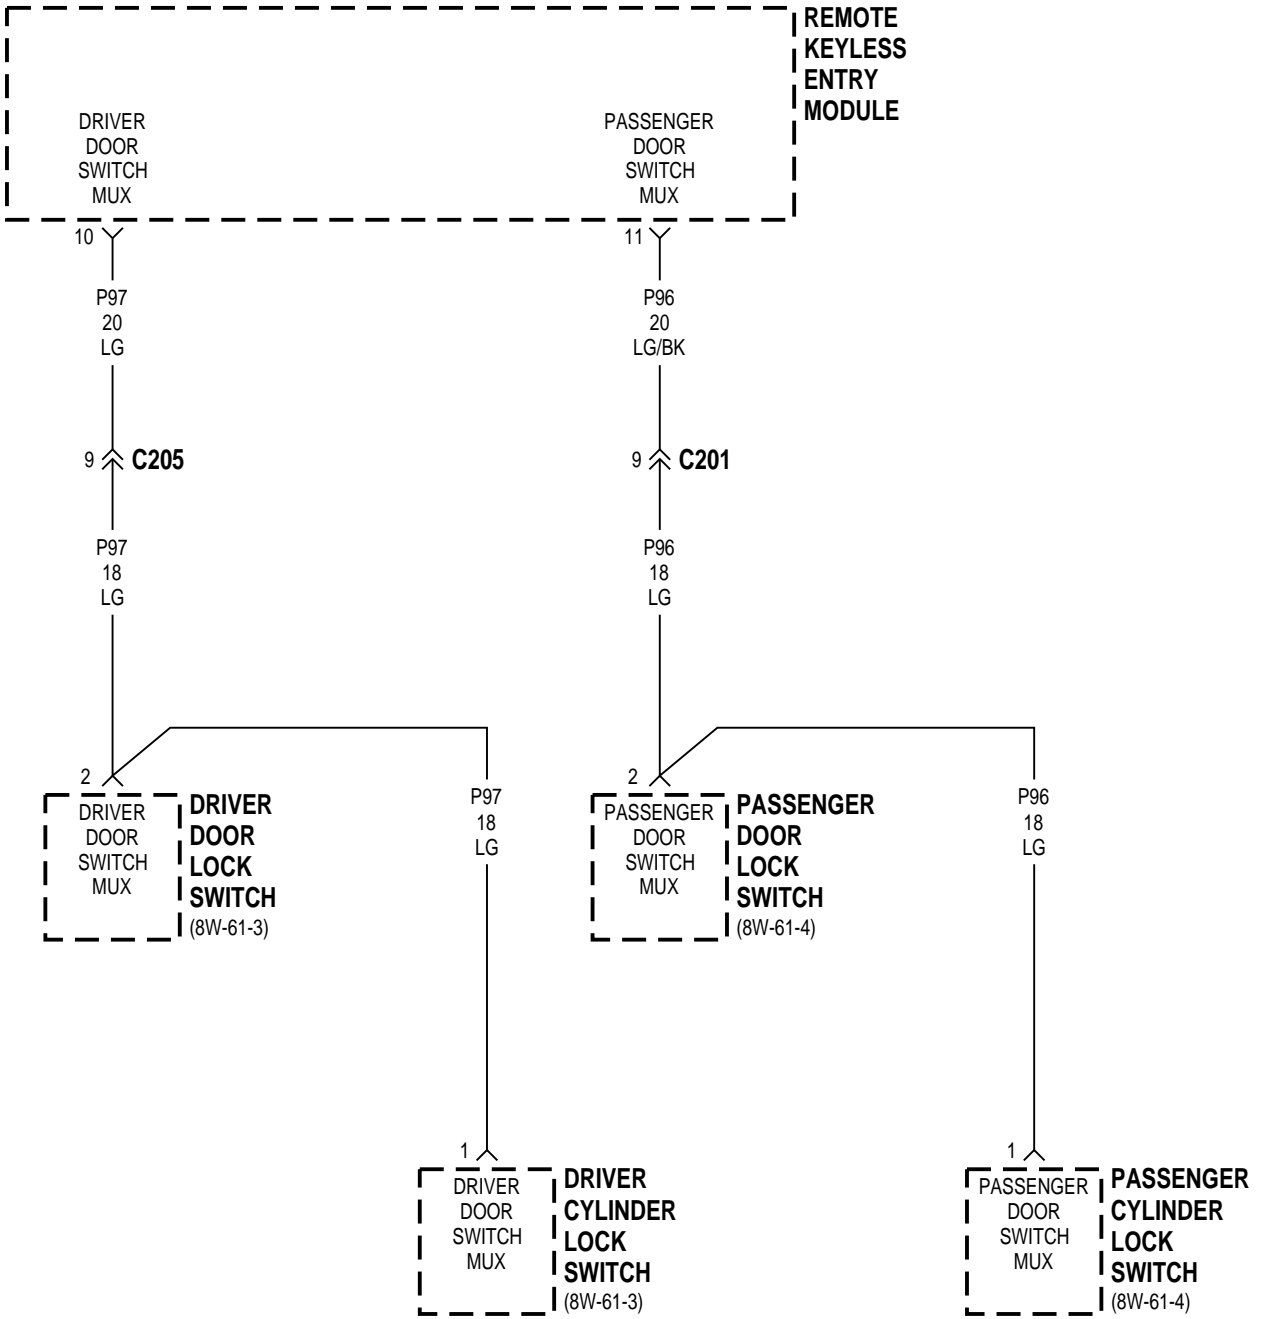 REMOTE
KEYLESS
ENTRY
MODULE
DRIVER
DOOR
SWITCH
MUX
PASSENGER
DOOR
SWITCH
MUX
10
11
P97
20
LG
P96
20
LG/BK
9
C205
9
C201
P97
18
LG
P96
18
LG
2
DRIVER
DOOR
SWITCH
MUX
DRIVER
DOOR
LOCK
SWITCH
(8W-61-3)
P97
18
LG
2
PASSENGER
DOOR
SWITCH
MUX
PASSENGER
DOOR
LOCK
SWITCH
(8W-61-4)
P96
18
LG
1
DRIVER
DOOR
SWITCH
MUX
DRIVER
CYLINDER
LOCK
SWITCH
(8W-61-3)
1
PASSENGER
DOOR
SWITCH
MUX
PASSENGER
CYLINDER
LOCK
SWITCH
(8W-61-4)